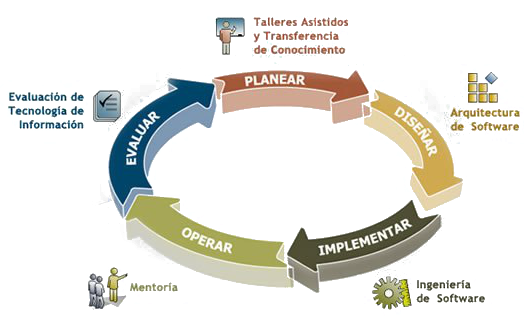 Talleres Asistidos
y Transferencia
de Conocimiento
PLANEAR
Evaluación de
Tecnología de
Información
EVALUAR
DISEÑAR
Arquitectura
de Software
OPERAR
IMPLEMENTAR
Mentoría
Ingeniería
de Software